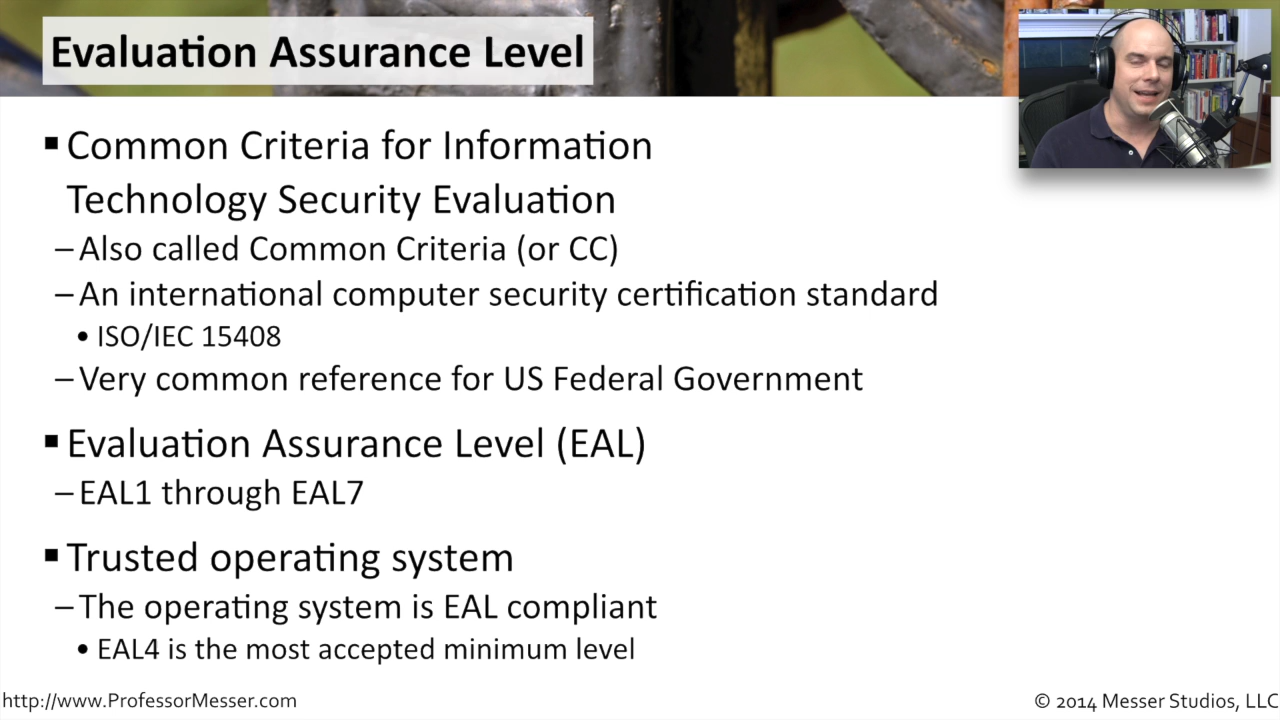 Evaluation Assurance Level
▪ Common Criteria for Information
Technology Security Evaluation
– Also called Common Criteria (or CC)
– An international computer security certification standard
• ISO/IEC 15408
– Very common reference for US Federal Government
▪ Evaluation Assurance Level (EAL)
– EAL1 through EAL7
▪ Trusted operating system
– The operating system is EAL compliant
• EAL4 is the most accepted minimum level
http://www.ProfessorMesser.com
© 2014 Messer Studios, LLC